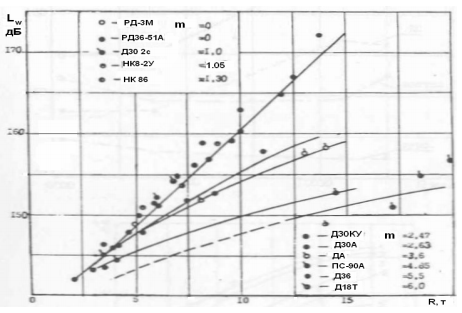 Lw
дБ
РД-3М m =0
РД36-51А =0
Д30 2с =1.0
НК8-2У =1.05
НК 86 =1.30
170
160
150
Д30КУ m =2,47
Д30А =2,63
ДА =3,6
ПС-90А =4.85
Д36 =5,5
Д18Т =6,0
0 5 10 15 R, т